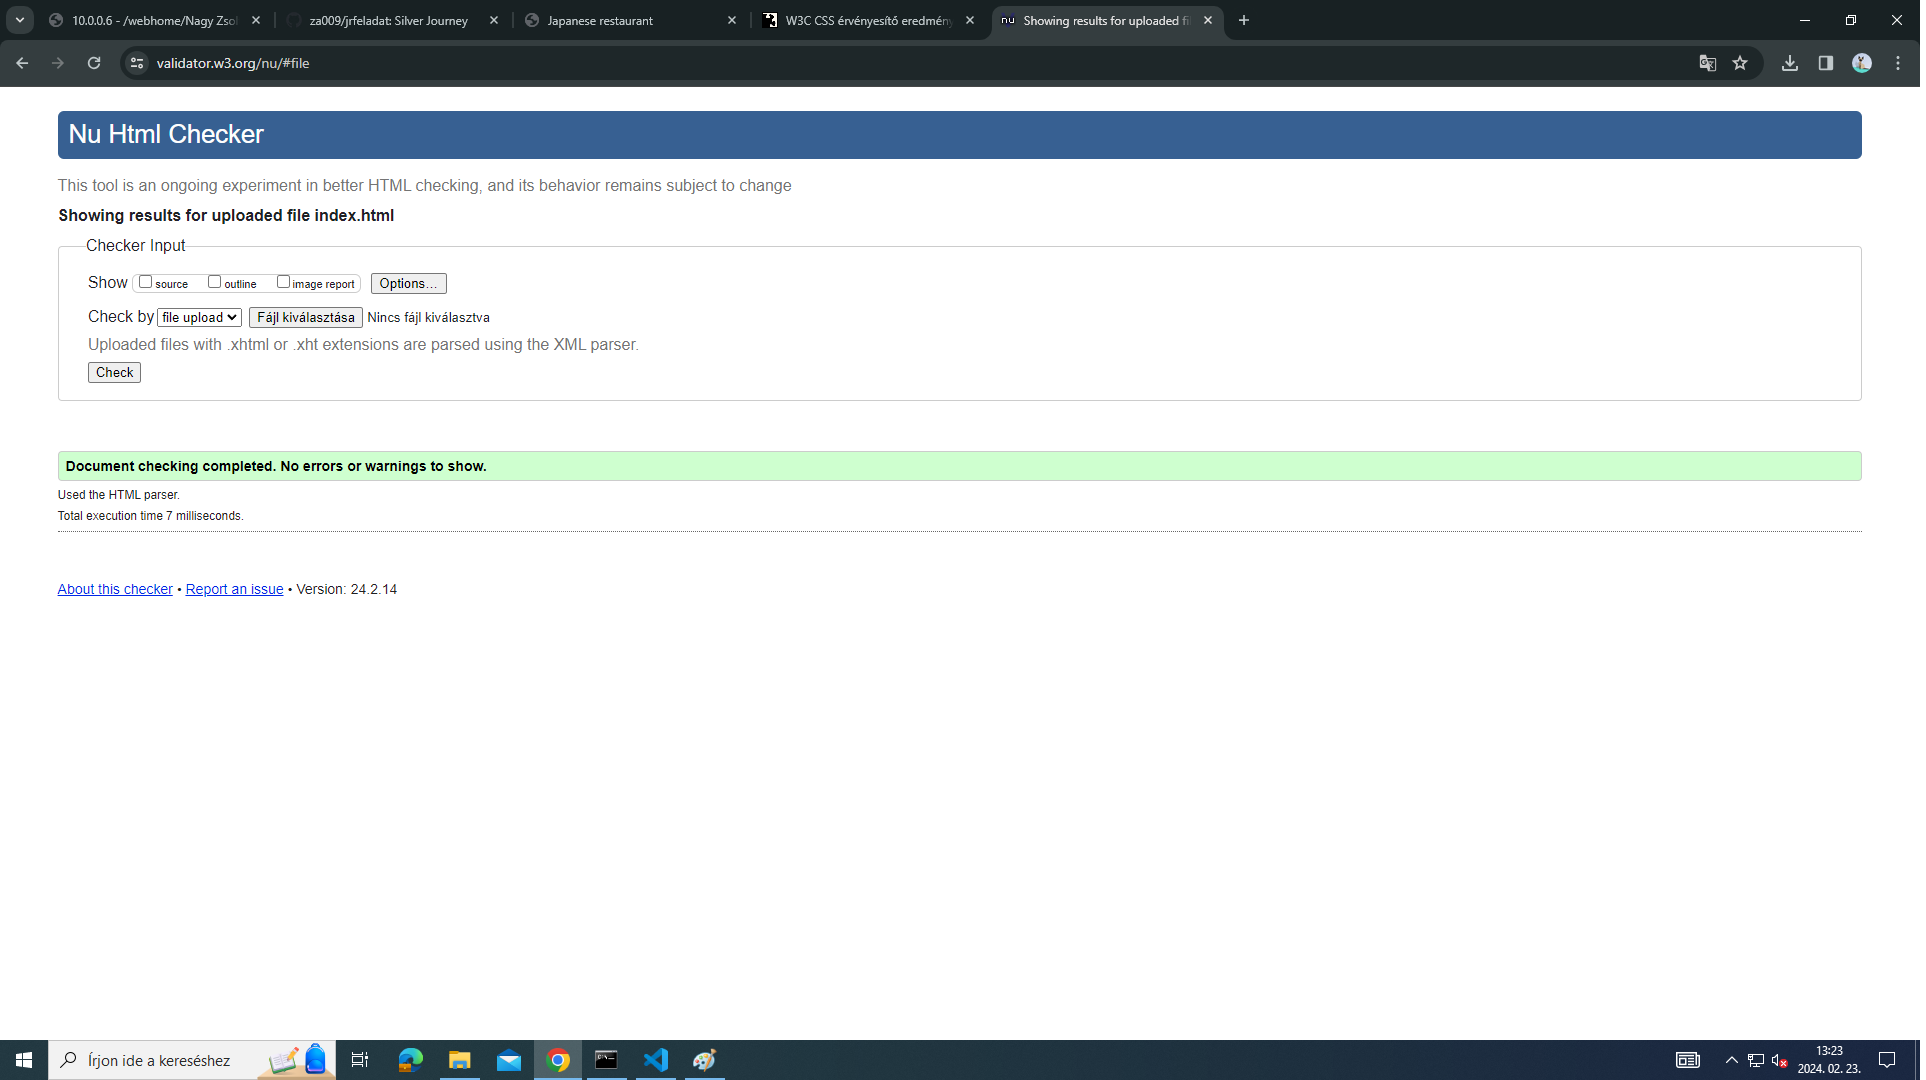 10.0.0.6 - /webhome/Nagy Zsol
za009/jrfeladat: Silver Journey
Japanese restaurant
W3C CSS érvényesítő eredmény
nu Showing results for uploaded fi
validator.w3.org/nu/#file
Nu Html Checker
This tool is an ongoing experiment in better HTML checking, and its behavior remains subject to change
Showing results for uploaded file index.html
Checker Input
Show source outline image report Options...
Check by file upload Fájl kiválasztása Nincs fájl kiválasztva
Uploaded files with .xhtml or .xht extensions are parsed using the XML parser.
Check
Document checking completed. No errors or warnings to show.
Used the HTML parser.
Total execution time 7 milliseconds.
About this checker • Report an issue • Version: 24.2.14
Írjon ide a kereséshez
13:23
2024. 02. 23.